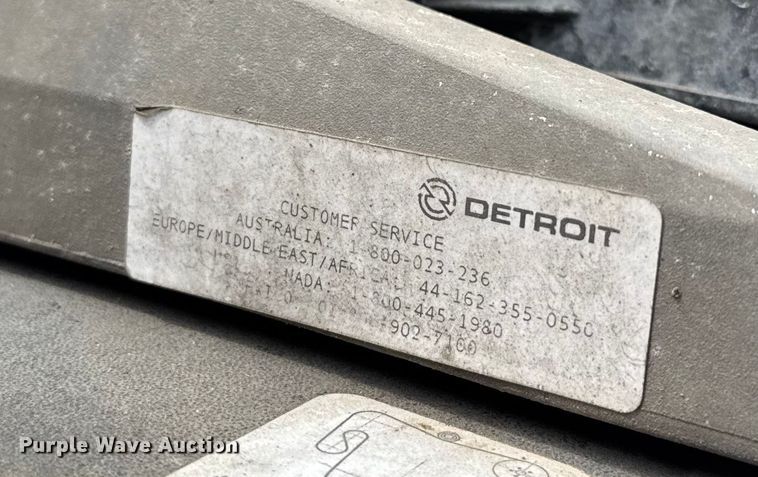 DETROIT
CUSTOMER SERVICE
AUSTRALIA: 1-800-023-236
EUROPE/MIDDLE EAST/AFRICA: 44-162-355-0550
1-800-445-1980
-902-7160
Purple Wave Auction